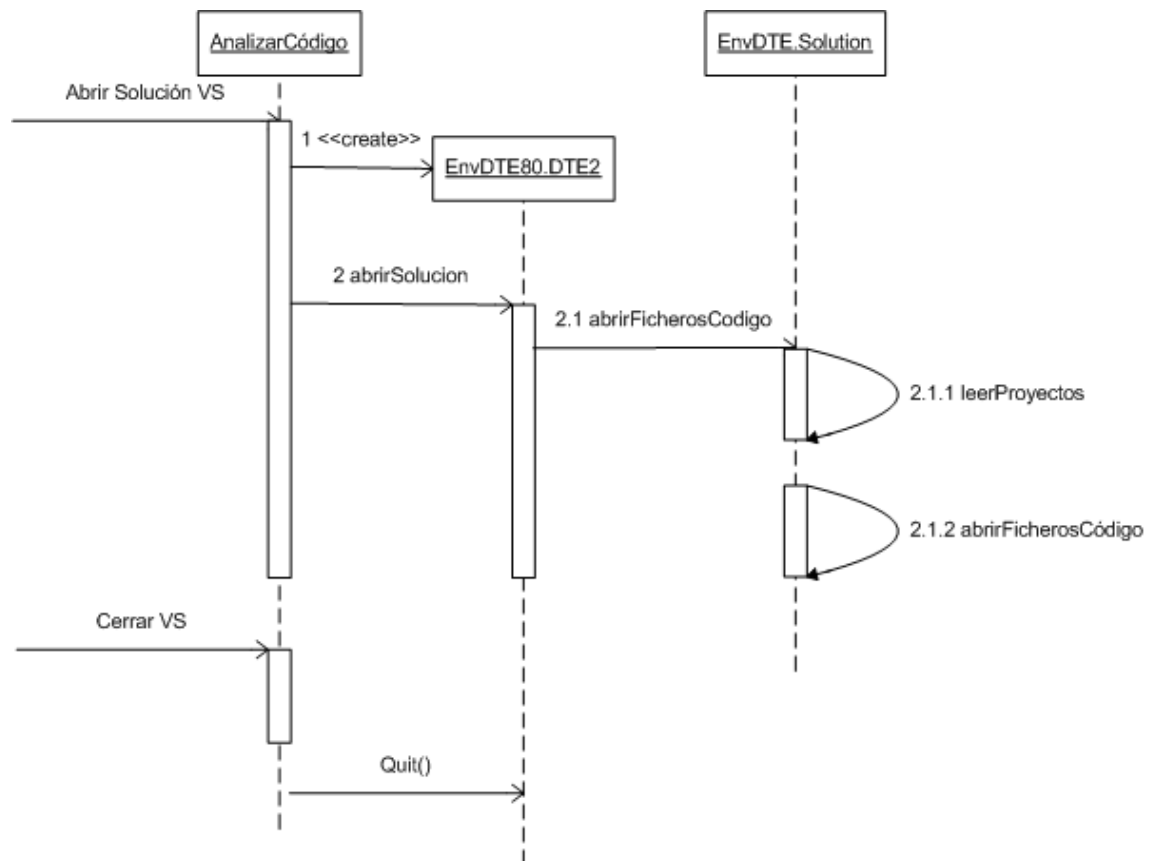 AnalizarCódigo
EnvDTE.Solution
Abrir Solución VS
1 <<create>>
EnvDTE80.DTE2
2 abrirSolucion
2.1 abrirFicherosCodigo
2.1.1 leerProyectos
2.1.2 abrirFicherosCódigo
Cerrar VS
Quit()